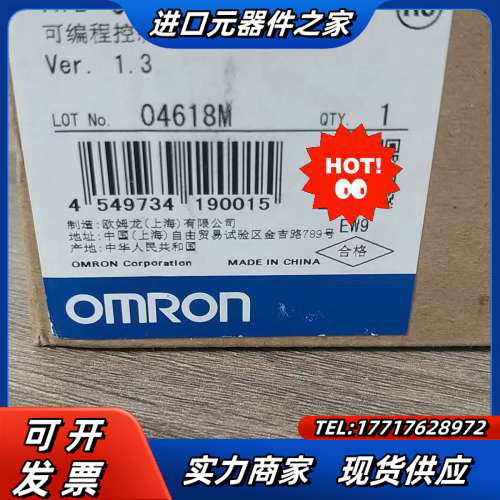 进口元器件之家
可编程控
Ver. 1.3
LOT No. 04618M QTY. 1
HOT!
4 549734 190015
制造: 欧姆龙(上海)有限公司
地址: 中国(上海)自由贸易试验区金吉路789号
产地: 中华人民共和国
EW9
合格
OMRON Corporation MADE IN CHINA
OMRON
TEL:17717628972
可开
发票
实力商家 现货供应